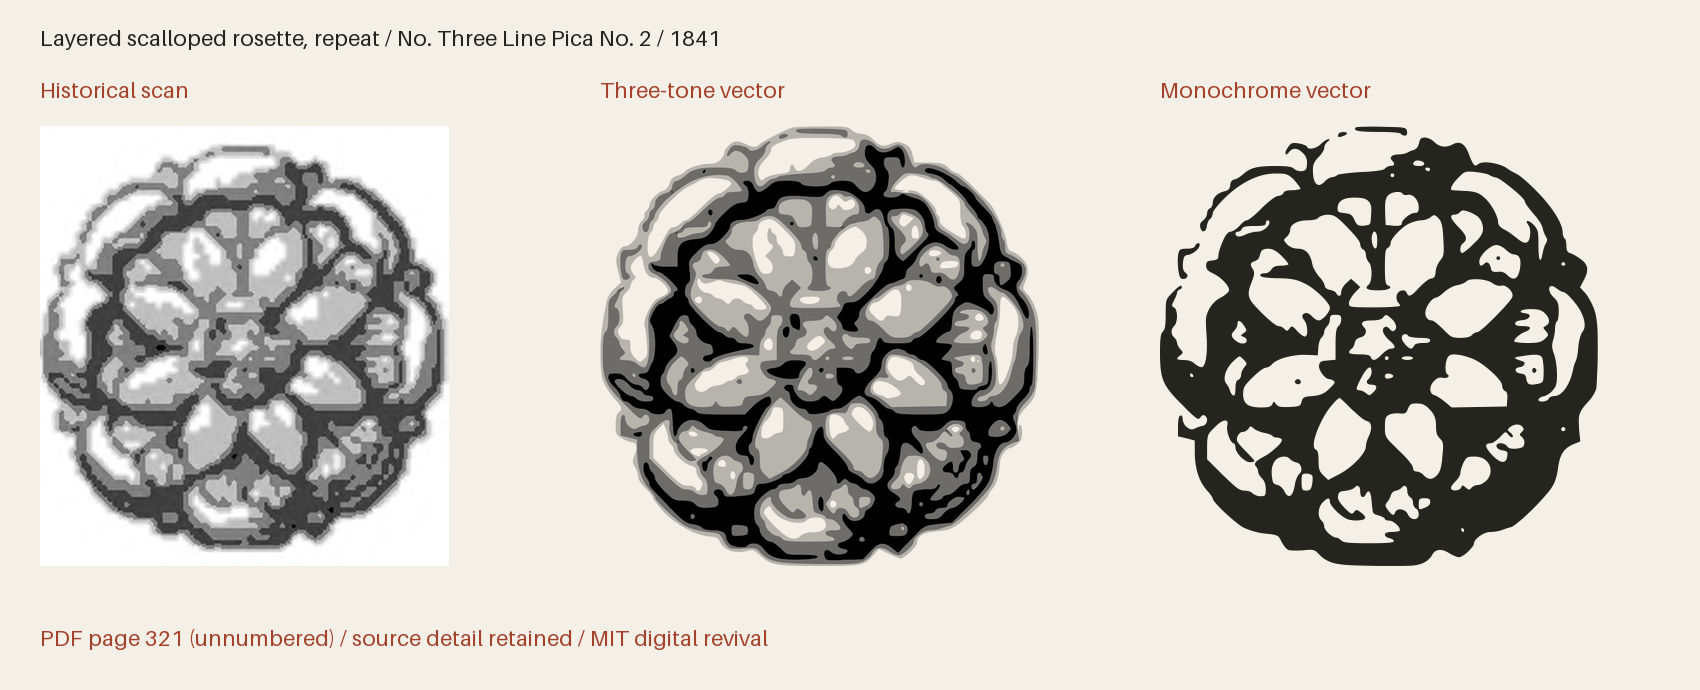 Layered scalloped rosette, repeat / No. Three Line Pica No. 2 / 1841
Historical scan
Three-tone vector
Monochrome vector
PDF page 321 (unnumbered) / source detail retained / MIT digital revival